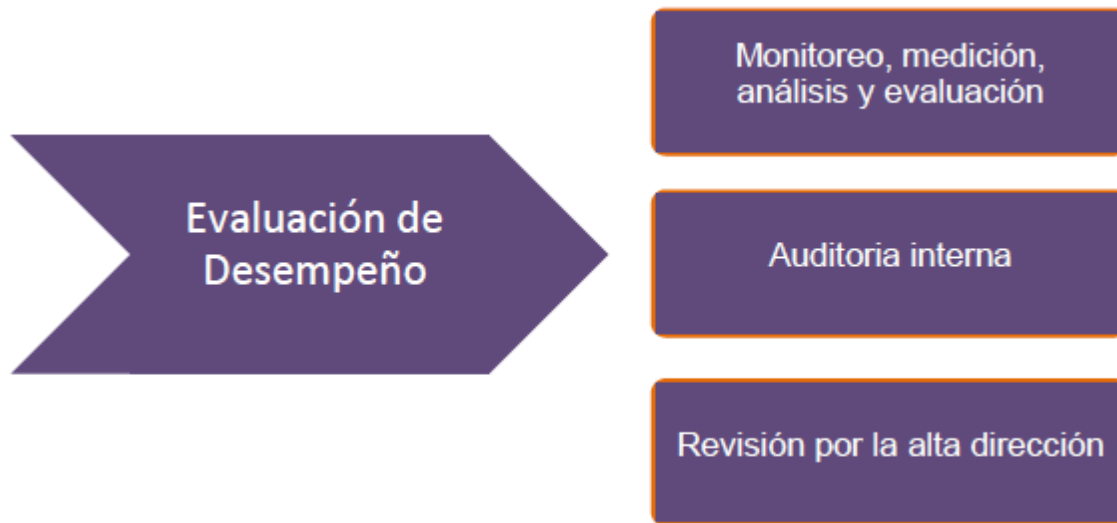 Monitoreo, medición,
análisis y evaluación
Evaluación de
Desempeño
Auditoria interna
Revisión por la alta dirección